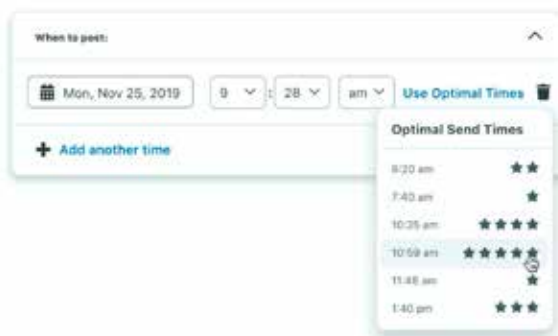 When to post:
Mon, Nov 25, 2019 9 : 28 am Use Optimal Times
Add another time
Optimal Send Times
6:20 am
7:40 am
10:35 am
10:59 am
11:46 am
1:40 pm